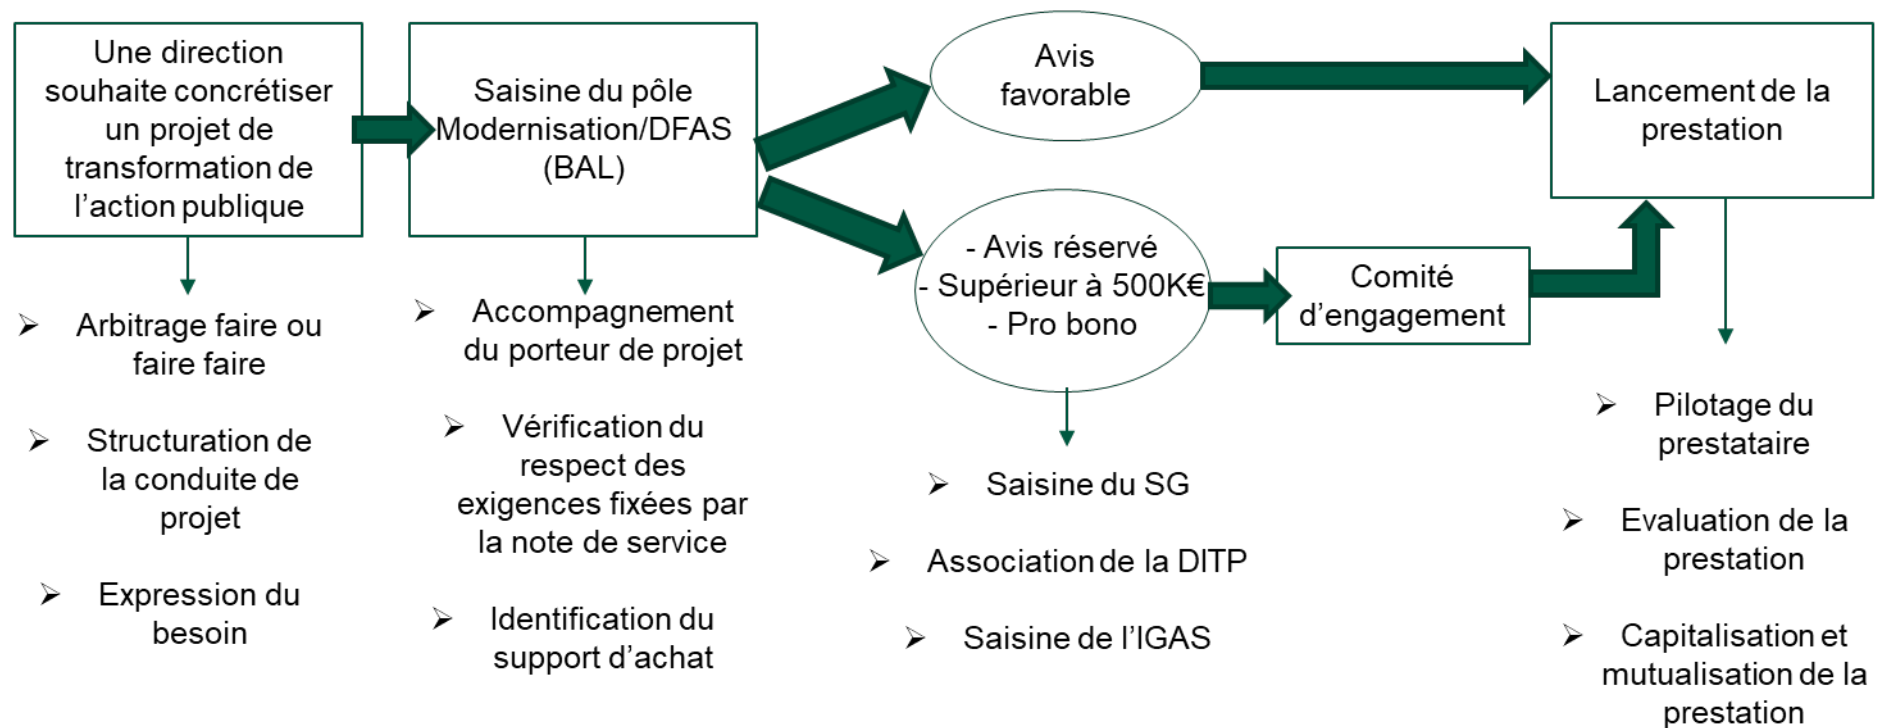 Une direction
souhaite concrétiser
un projet de
transformation de
l’action publique
Saisine du pôle
Modernisation/DFAS
(BAL)
Avis
favorable
Lancement de la
prestation
- Avis réservé
- Supérieur à 500K€
- Pro bono
Comité
d’engagement
➢ Arbitrage faire ou
faire faire
➢ Structuration de
la conduite de
projet
➢ Expression du
besoin
➢ Accompagnement
du porteur de projet
➢ Vérification du
respect des
exigences fixées par
la note de service
➢ Identification du
support d’achat
➢ Saisine du SG
➢ Association de la DITP
➢ Saisine de l’IGAS
➢ Pilotage du
prestataire
➢ Evaluation de la
prestation
➢ Capitalisation et
mutualisation de la
prestation